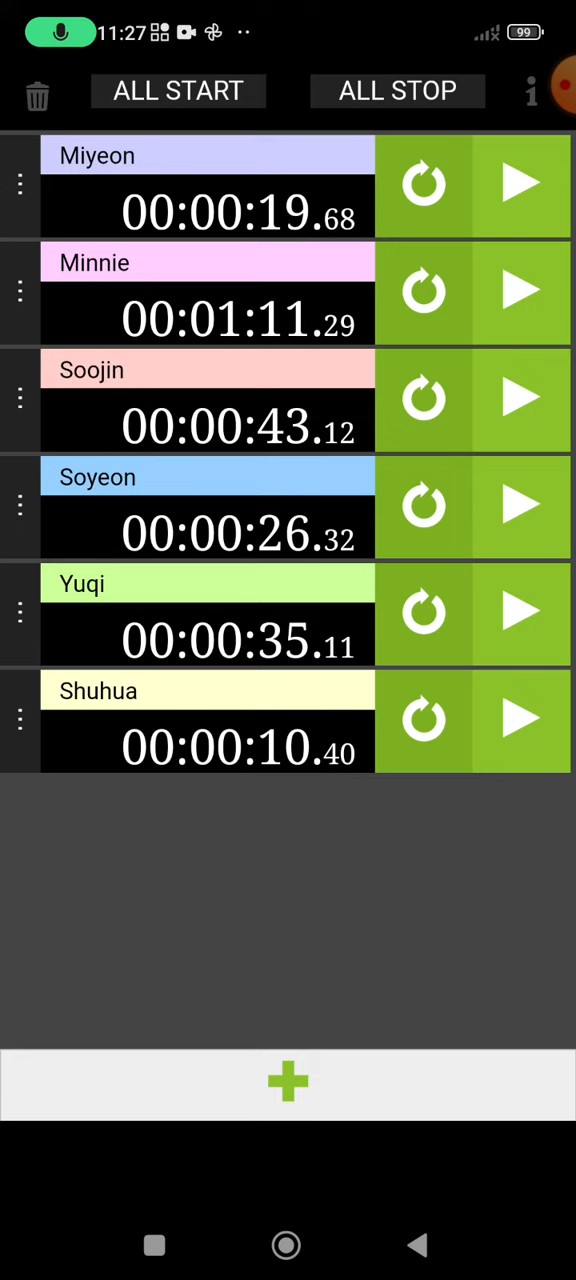 11:27
99
ALL START ALL STOP
Miyeon
00:00:19.68
Minnie
00:01:11.29
Soojin
00:00:43.12
Soyeon
00:00:26.32
Yuqi
00:00:35.11
Shuhua
00:00:10.40